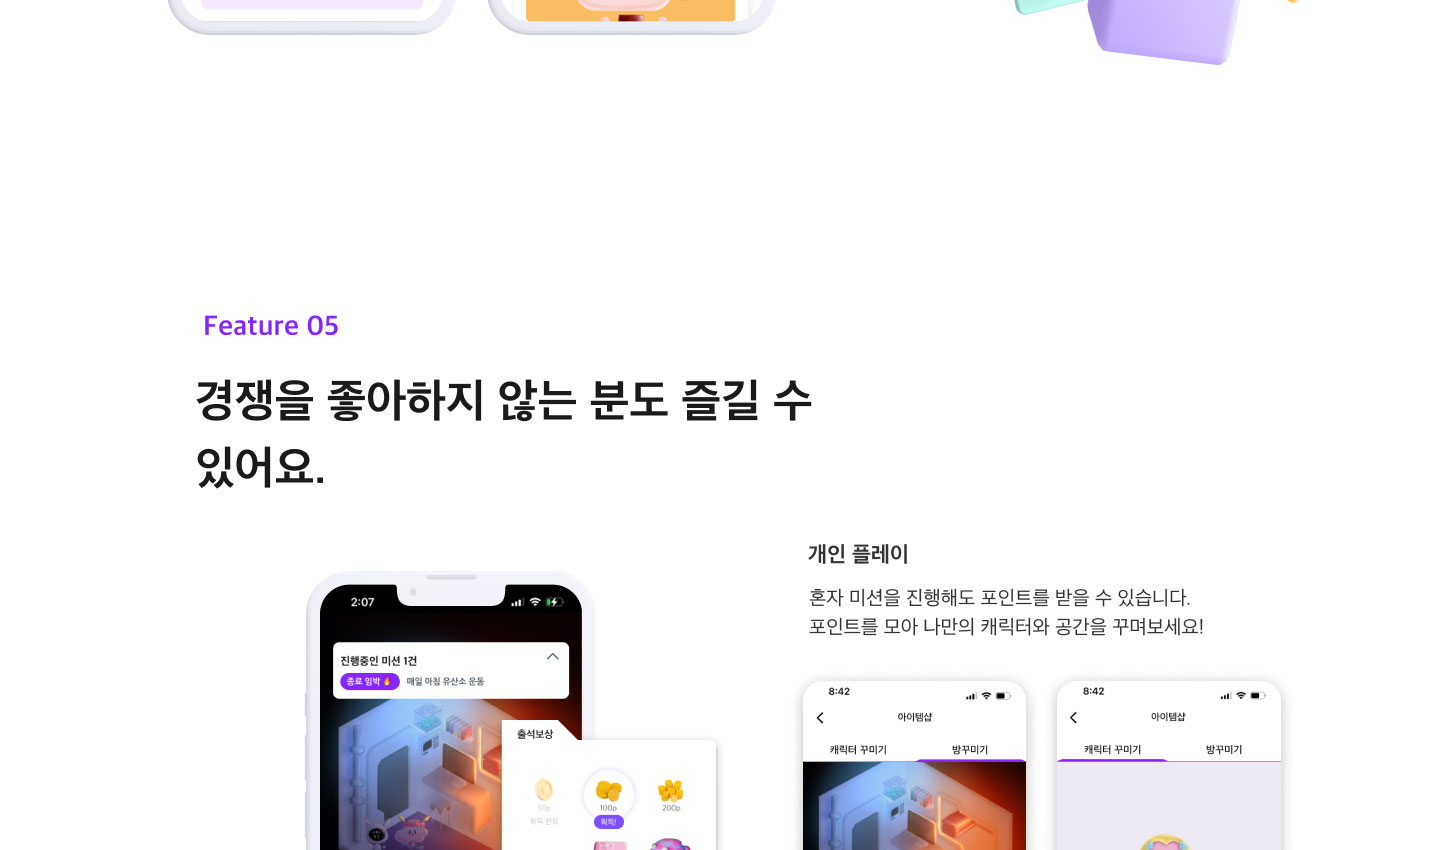 Feature 05
경쟁을 좋아하지 않는 분도 즐길 수
있어요.
개인 플레이
혼자 미션을 진행해도 포인트를 받을 수 있습니다.
포인트를 모아 나만의 캐릭터와 공간을 꾸며보세요!
2:07
진행중인 미션 1건
종료 임박 🔥 매일 아침 유산소 운동
출석보상
50p 100p 200p
획득 완료 획득!
8:42
아이템샵
캐릭터 꾸미기 방꾸미기
8:42
아이템샵
캐릭터 꾸미기 방꾸미기